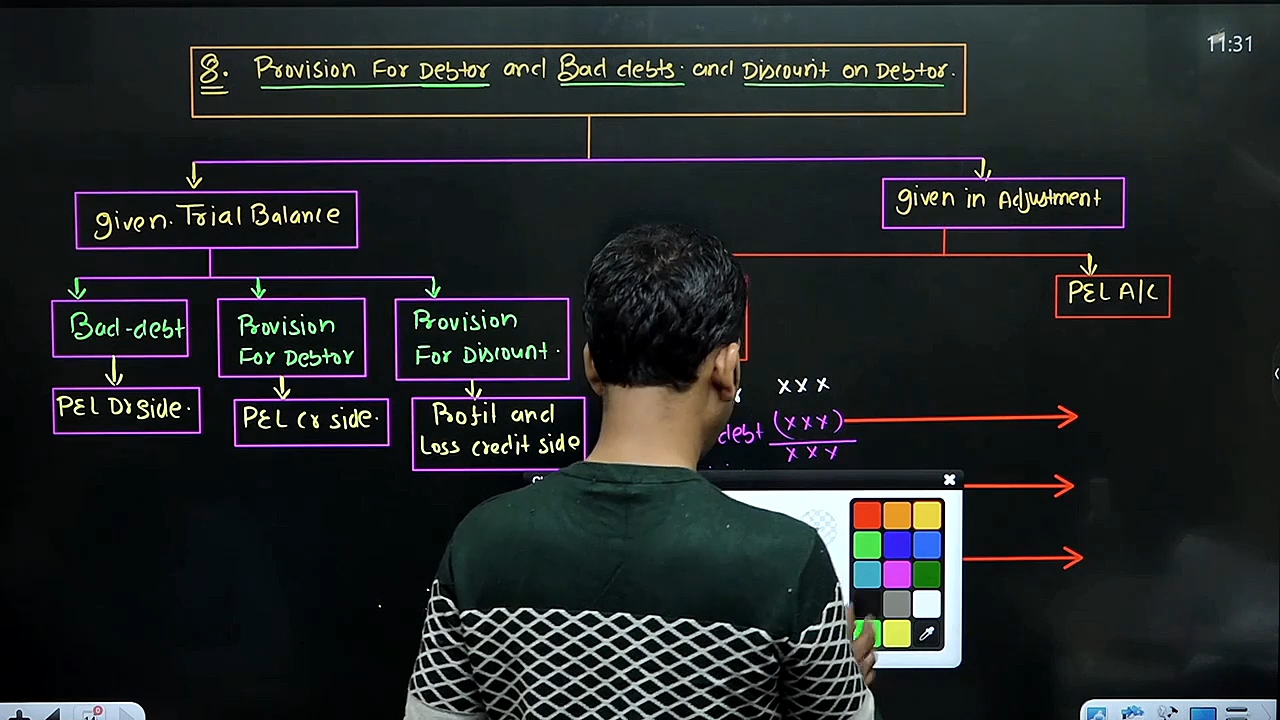 11:31
8. Provision For Debtor and Bad debts. and Discount on Debtor.
given. Trial Balance
given in Adjustment
Bad-debt
Provision
For Debtor
Provision
For Discount.
P&L A/C
P&L Dr side.
P&L Cr side.
Profil and
Loss credit side
xxx
debt (xxx)
xxx